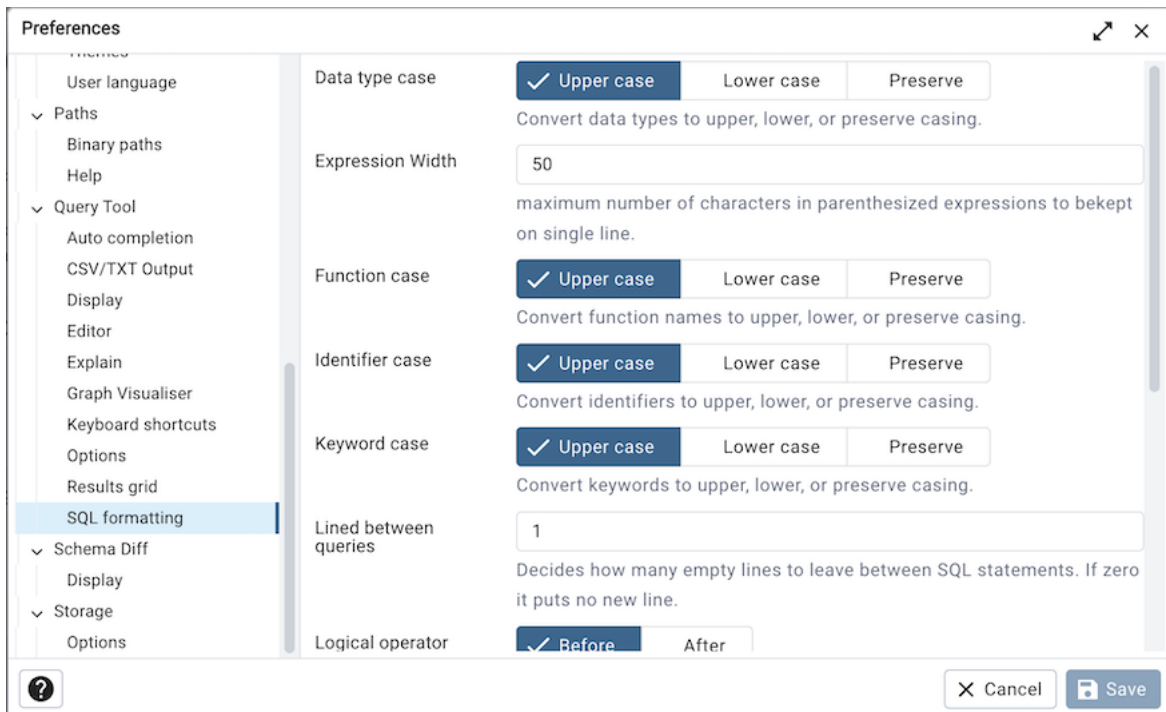 Preferences
Themes
User language
Paths
Binary paths
Help
Query Tool
Auto completion
CSV/TXT Output
Display
Editor
Explain
Graph Visualiser
Keyboard shortcuts
Options
Results grid
SQL formatting
Schema Diff
Display
Storage
Options
Data type case
Upper case Lower case Preserve
Convert data types to upper, lower, or preserve casing.
Expression Width
50
maximum number of characters in parenthesized expressions to bekept
on single line.
Function case
Upper case Lower case Preserve
Convert function names to upper, lower, or preserve casing.
Identifier case
Upper case Lower case Preserve
Convert identifiers to upper, lower, or preserve casing.
Keyword case
Upper case Lower case Preserve
Convert keywords to upper, lower, or preserve casing.
Lined between
queries
1
Decides how many empty lines to leave between SQL statements. If zero
it puts no new line.
Logical operator
Before After
?
Cancel Save